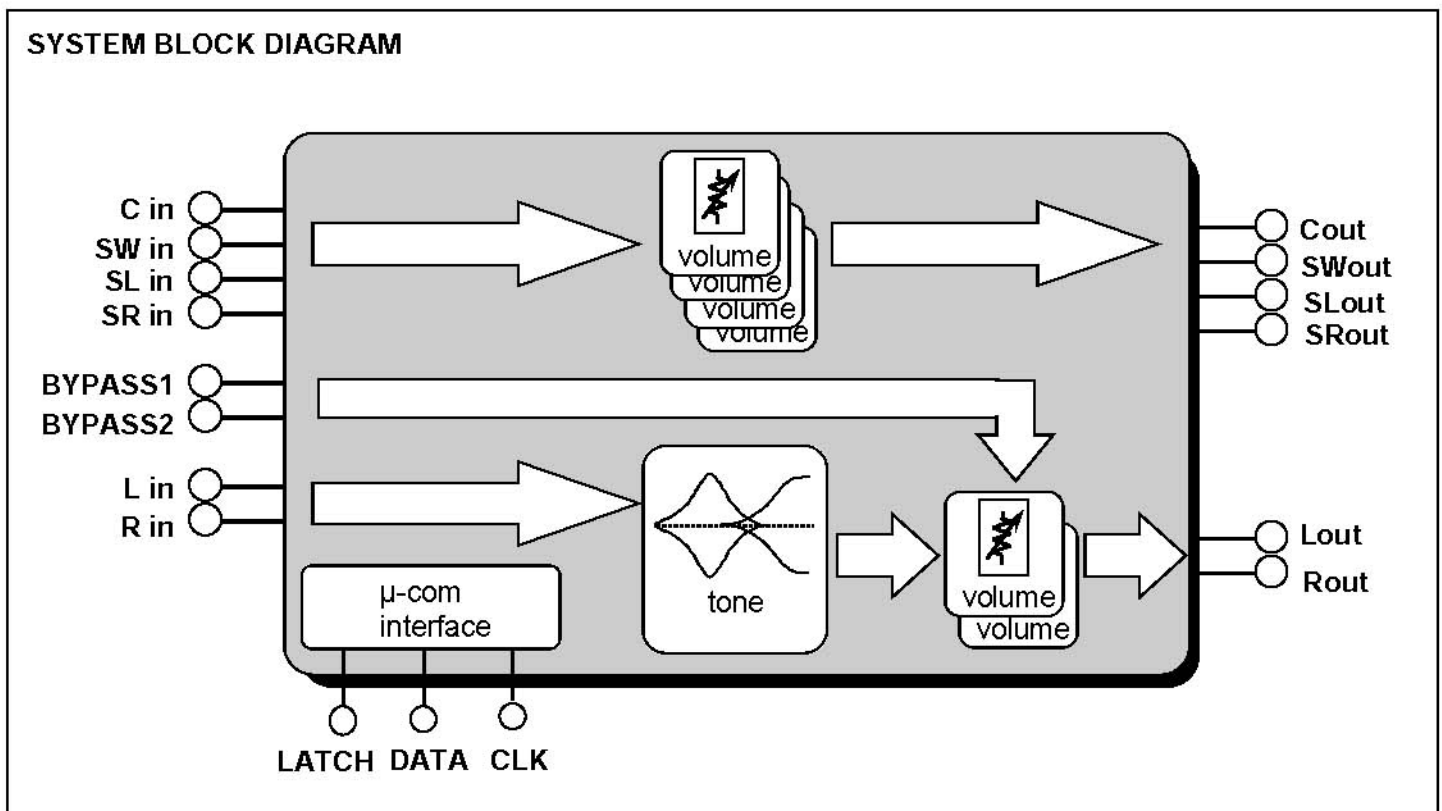 SYSTEM BLOCK DIAGRAM
C in
SW in
SL in
SR in
BYPASS1
BYPASS2
L in
R in
volume
volume
volume
volume
Cout
SWout
SLout
SRout
tone
volume
volume
Lout
Rout
µ-com
interface
LATCH DATA CLK